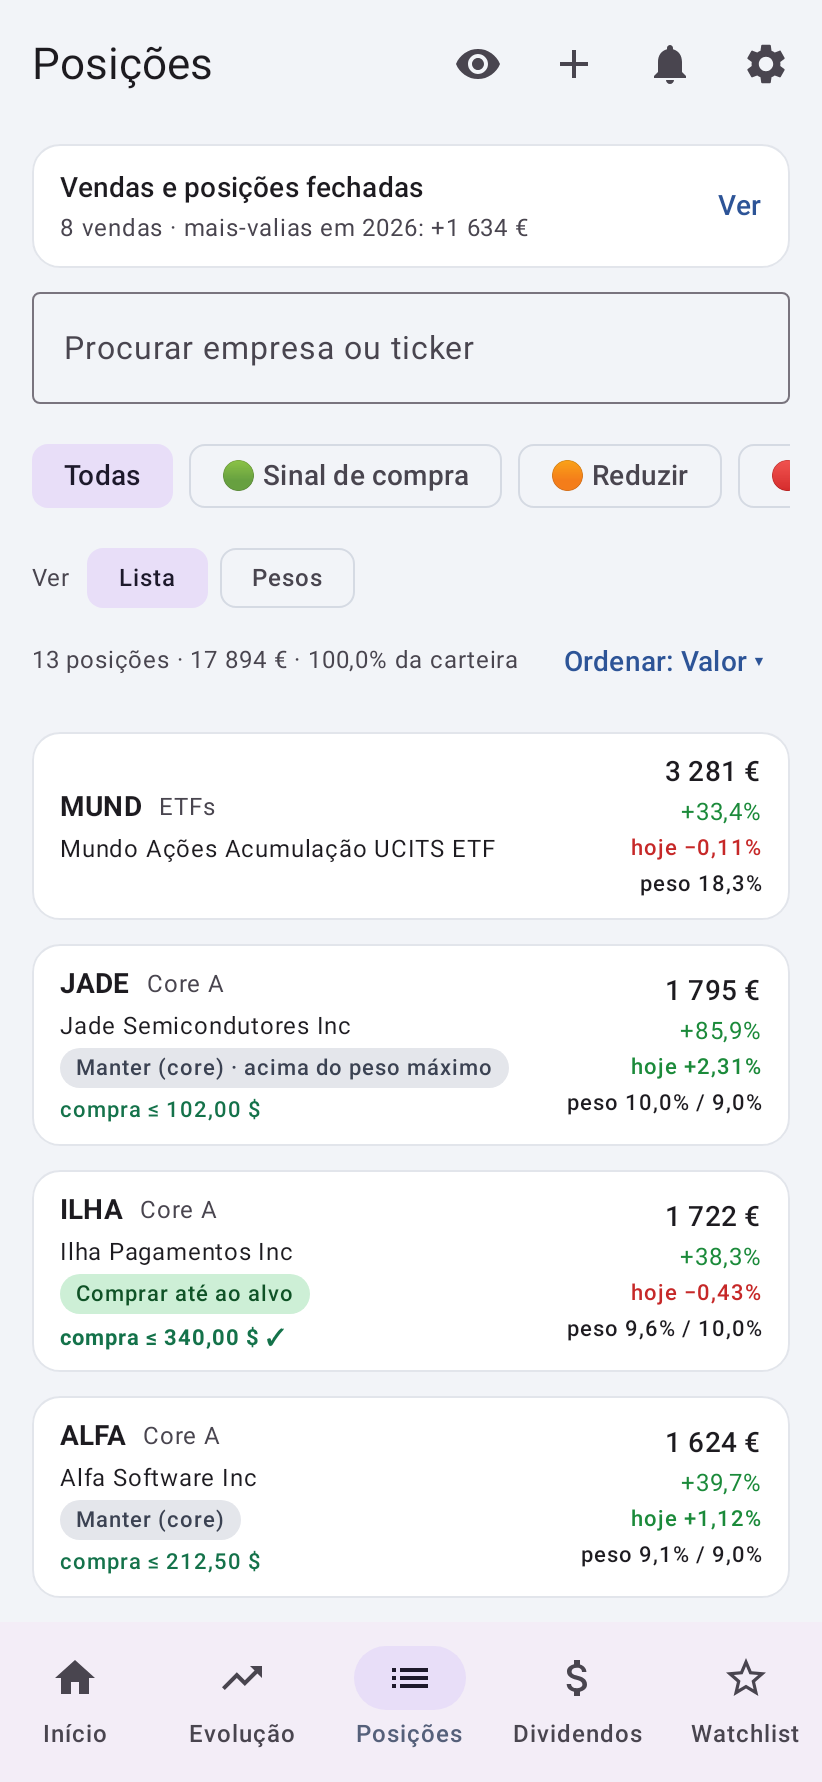 Posições
Vendas e posições fechadas
8 vendas · mais-valias em 2026: +1 634 €
Ver
Procurar empresa ou ticker
Todas
Sinal de compra
Reduzir
Ver
Lista
Pesos
13 posições · 17 894 € · 100,0% da carteira
Ordenar: Valor ▾
MUND ETFs
Mundo Ações Acumulação UCITS ETF
3 281 €
+33,4%
hoje −0,11%
peso 18,3%
JADE Core A
Jade Semicondutores Inc
Manter (core) · acima do peso máximo
compra ≤ 102,00 $
1 795 €
+85,9%
hoje +2,31%
peso 10,0% / 9,0%
ILHA Core A
Ilha Pagamentos Inc
Comprar até ao alvo
compra ≤ 340,00 $ ✓
1 722 €
+38,3%
hoje −0,43%
peso 9,6% / 10,0%
ALFA Core A
Alfa Software Inc
Manter (core)
compra ≤ 212,50 $
1 624 €
+39,7%
hoje +1,12%
peso 9,1% / 9,0%
Início
Evolução
Posições
Dividendos
Watchlist